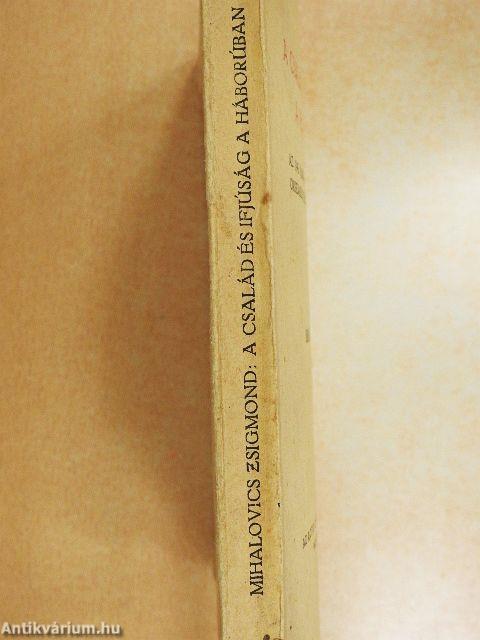 MIHALOVICS ZSIGMOND: A CSALÁD ÉS IFJÚSÁG A HÁBORÚBAN
Antikvárium.hu